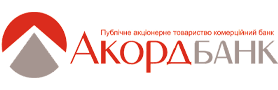 Публічне акціонерне товариство комерційний банк
АКОРДБАНК